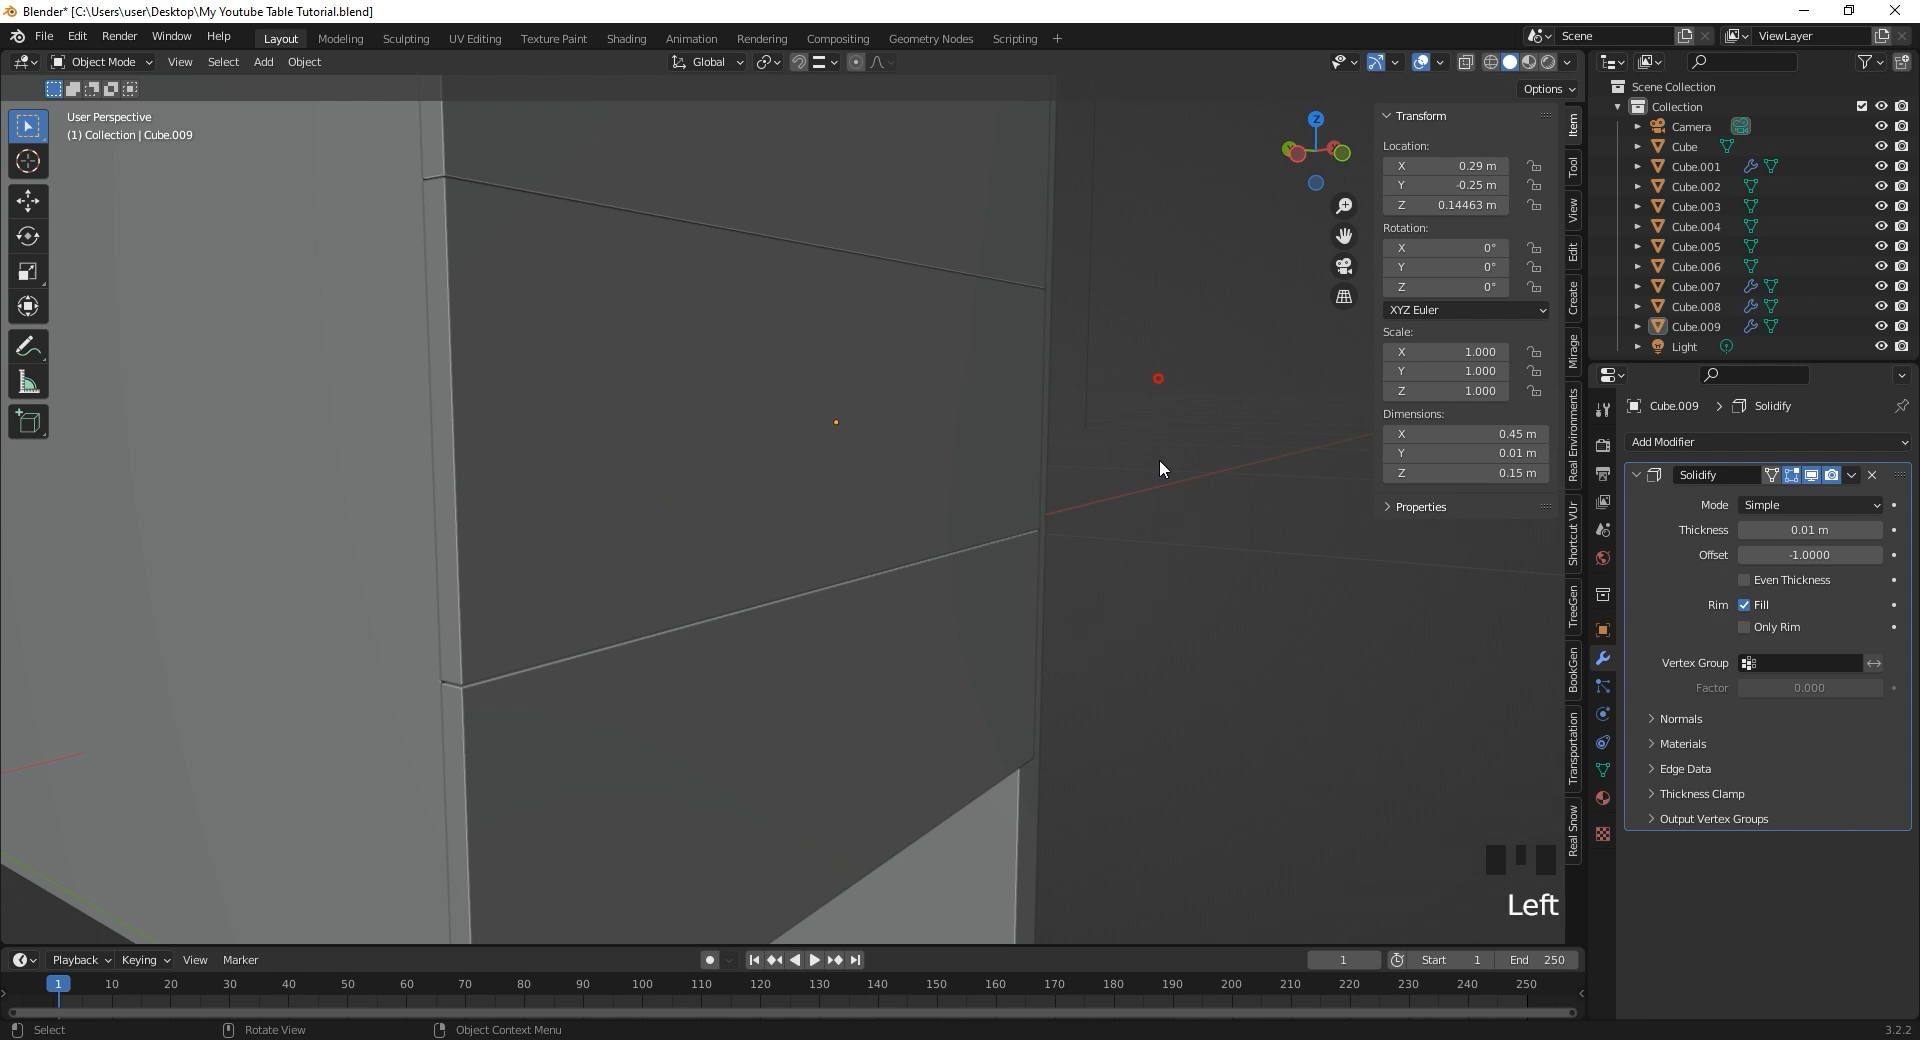 Blender* [C:\Users\user\Desktop\My Youtube Table Tutorial.blend]
File Edit Render Window Help Layout Modeling Sculpting UV Editing Texture Paint Shading Animation Rendering Compositing Geometry Nodes Scripting + Scene ViewLayer
Object Mode View Select Add Object Global
Options
User Perspective
(1) Collection | Cube.009
Z
Transform
Location:
X 0.29 m
Y -0.25 m
Z 0.14463 m
Rotation:
X 0°
Y 0°
Z 0°
XYZ Euler
Scale:
X 1.000
Y 1.000
Z 1.000
Dimensions:
X 0.45 m
Y 0.01 m
Z 0.15 m
Properties
Item
Tool
View
Edit
Create
Mirage
Real Environments
Shortcut VUr
TreeGen
BookGen
Transportation
Real Snow
Scene Collection
Collection
Camera
Cube
Cube.001
Cube.002
Cube.003
Cube.004
Cube.005
Cube.006
Cube.007
Cube.008
Cube.009
Light
Cube.009 > Solidify
Add Modifier
Solidify
Mode Simple
Thickness 0.01 m
Offset -1.0000
Even Thickness
Rim Fill
Only Rim
Vertex Group
Factor 0.000
Normals
Materials
Edge Data
Thickness Clamp
Output Vertex Groups
Left
Playback Keying View Marker 1 Start 1 End 250
1 10 20 30 40 50 60 70 80 90 100 110 120 130 140 150 160 170 180 190 200 210 220 230 240 250
Select Rotate View Object Context Menu 3.2.2